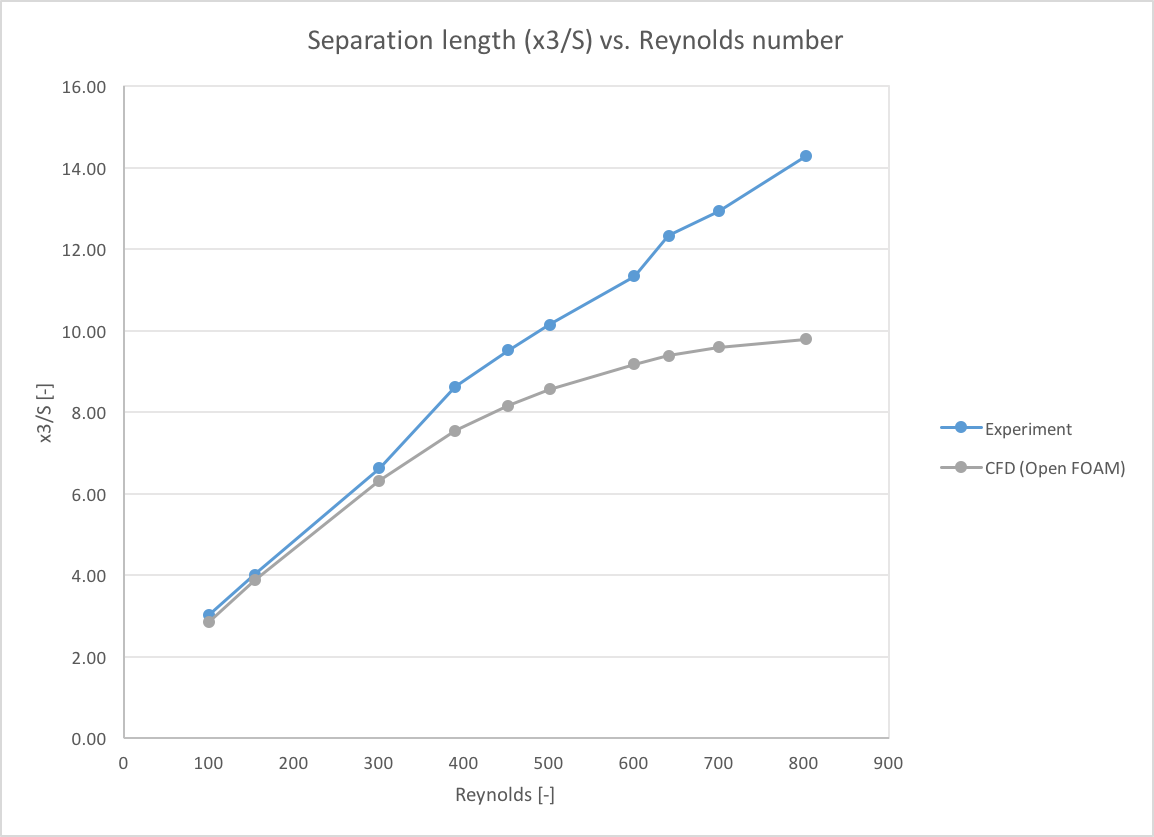 Separation length (x3/S) vs. Reynolds number
16.00
14.00
12.00
10.00
8.00
6.00
4.00
2.00
0.00
x3/S [-]
0 100 200 300 400 500 600 700 800 900
Reynolds [-]
Experiment
CFD (Open FOAM)